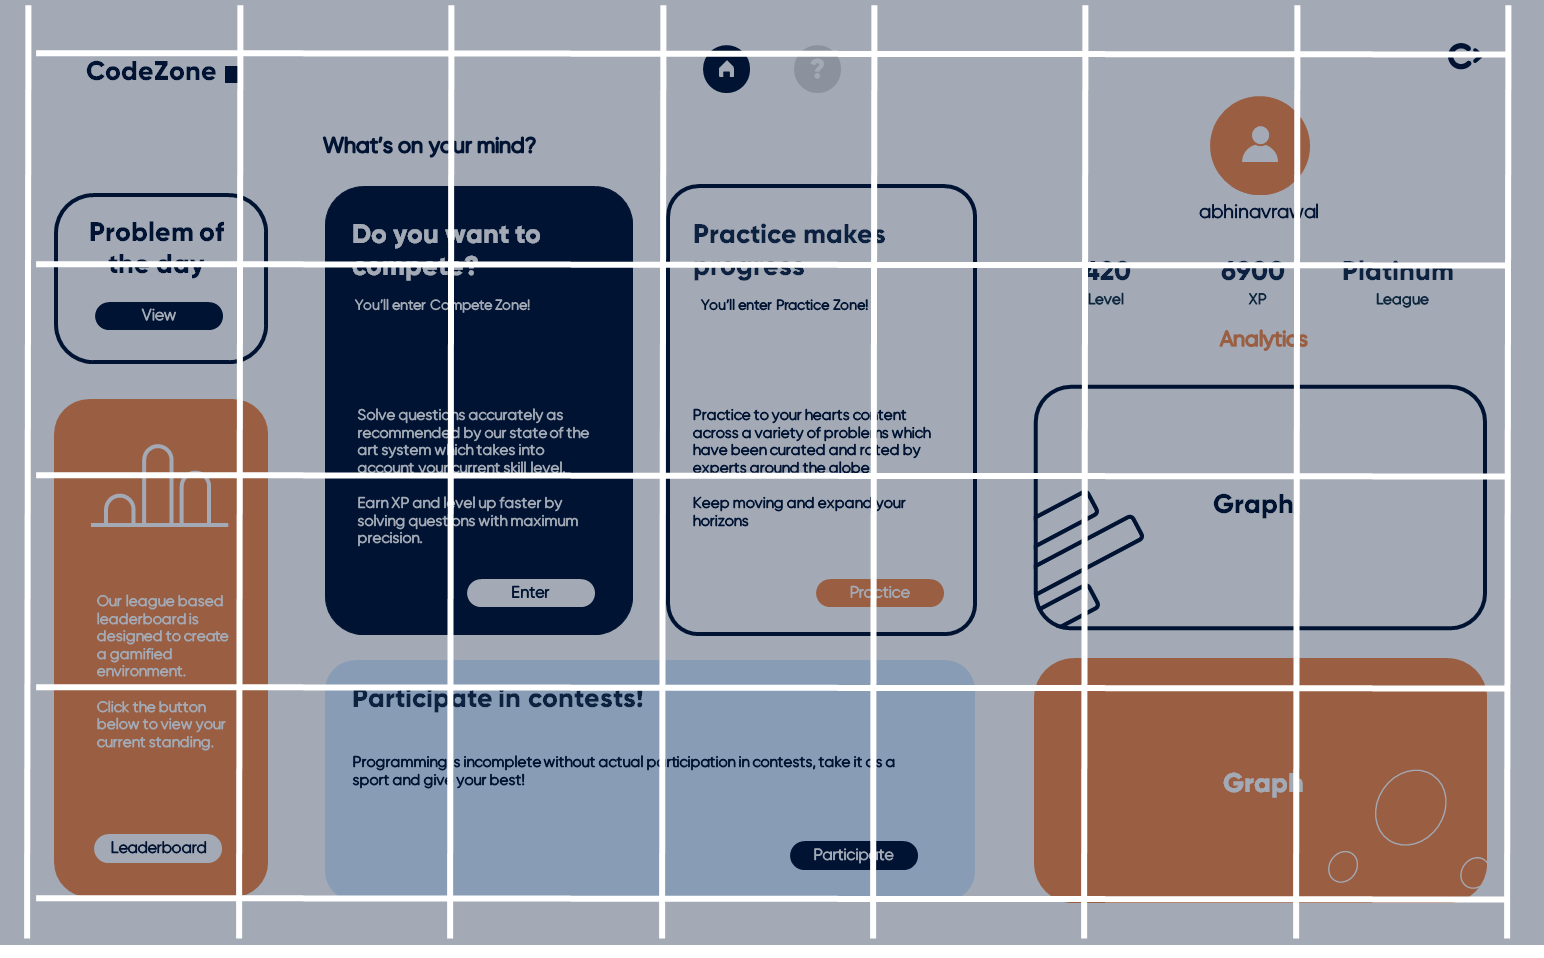 CodeZone
?
What's on your mind?
Problem of
the day
View
Do you want to
compete?
You'll enter Compete Zone!
Solve questions accurately as
recommended by our state of the
art system which takes into
account your current skill level.
Earn XP and level up faster by
solving questions with maximum
precision.
Enter
Practice makes
progress
You'll enter Practice Zone!
Practice to your hearts content
across a variety of problems which
have been curated and rated by
experts around the globe
Keep moving and expand your
horizons
Practice
abhinavrawal
420
Level
6900
XP
Platinum
League
Analytics
Graph
Our league based
leaderboard is
designed to create
a gamified
environment.
Click the button
below to view your
current standing.
Leaderboard
Participate in contests!
Programming is incomplete without actual participation in contests, take it as a
sport and give your best!
Participate
Graph